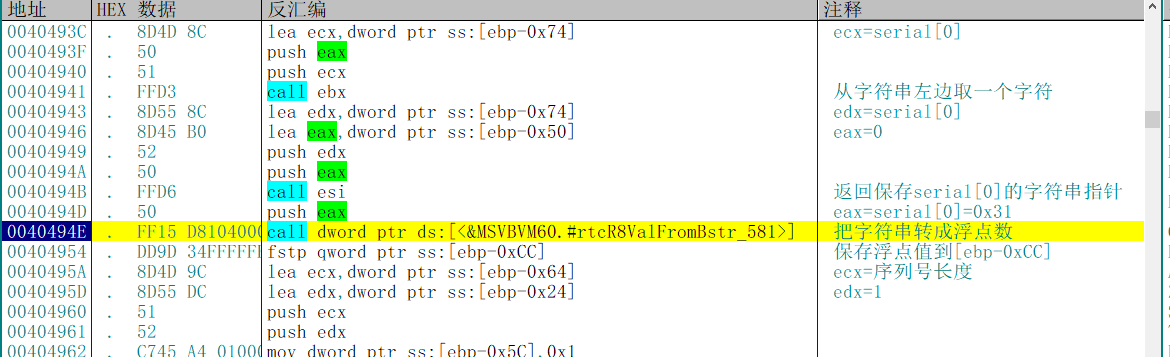 地址 HEX 数据 反汇编 注释
0040493C . 8D4D 8C lea ecx,dword ptr ss:[ebp-0x74] ecx=serial[0]
0040493F . 50 push eax
00404940 . 51 push ecx
00404941 . FFD3 call ebx 从字符串左边取一个字符
00404943 . 8D55 8C lea edx,dword ptr ss:[ebp-0x74] edx=serial[0]
00404946 . 8D45 B0 lea eax,dword ptr ss:[ebp-0x50] eax=0
00404949 . 52 push edx
0040494A . 50 push eax
0040494B . FFD6 call esi 返回保存serial[0]的字符串指针
0040494D . 50 push eax eax=serial[0]=0x31
0040494E . FF15 D8104000 call dword ptr ds:[<&MSVBVM60.#rtcR8ValFromBstr_581>] 把字符串转成浮点数
00404954 . DD9D 34FFFFFF fstp qword ptr ss:[ebp-0xCC] 保存浮点值到[ebp-0xCC]
0040495A . 8D4D 9C lea ecx,dword ptr ss:[ebp-0x64] ecx=序列号长度
0040495D . 8D55 DC lea edx,dword ptr ss:[ebp-0x24] edx=1
00404960 . 51 push ecx
00404961 . 52 push edx
00404962 . C745 A4 01000 mov dword ptr ss:[ebp-0x5C],0x1